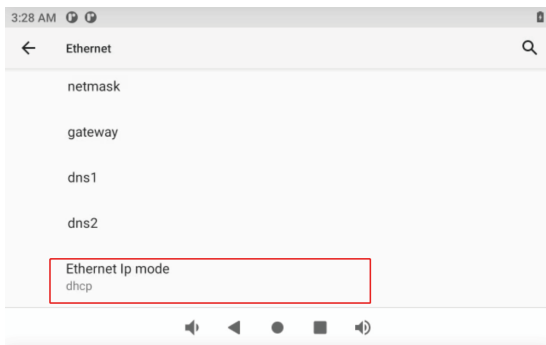 3:28 AM
Ethernet
netmask
gateway
dns1
dns2
Ethernet Ip mode
dhcp